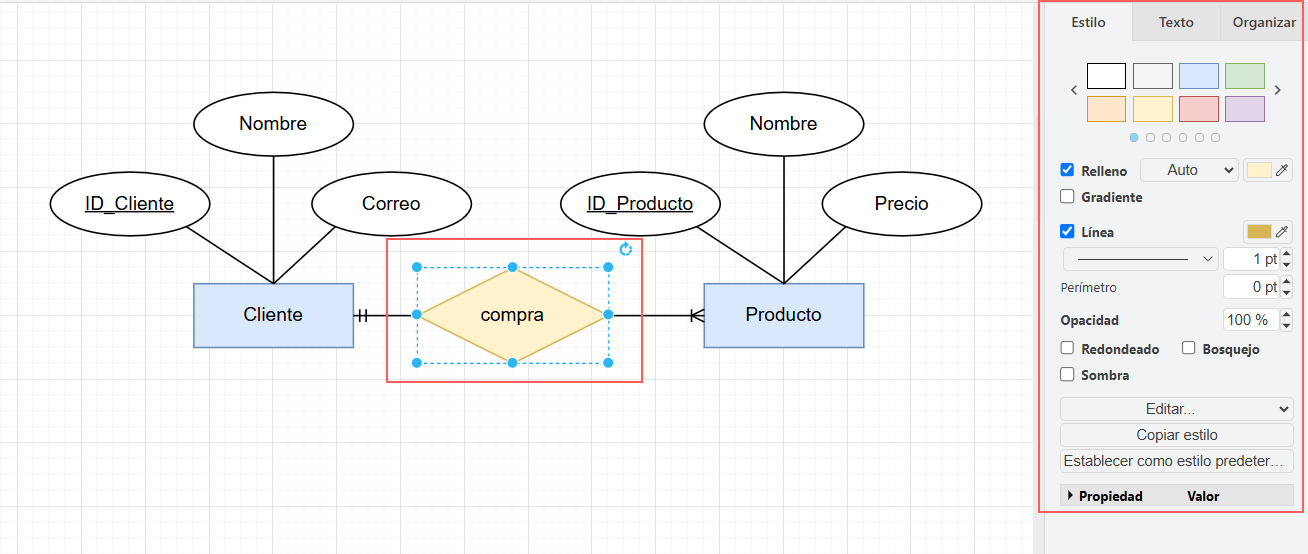 Nombre
ID_Cliente
Correo
Cliente
compra
Nombre
ID_Producto
Precio
Producto
Estilo Texto Organizar
Relleno Auto
Gradiente
Línea
1 pt
Perímetro 0 pt
Opacidad 100 %
Redondeado Bosquejo
Sombra
Editar...
Copiar estilo
Establecer como estilo predeter...
Propiedad Valor